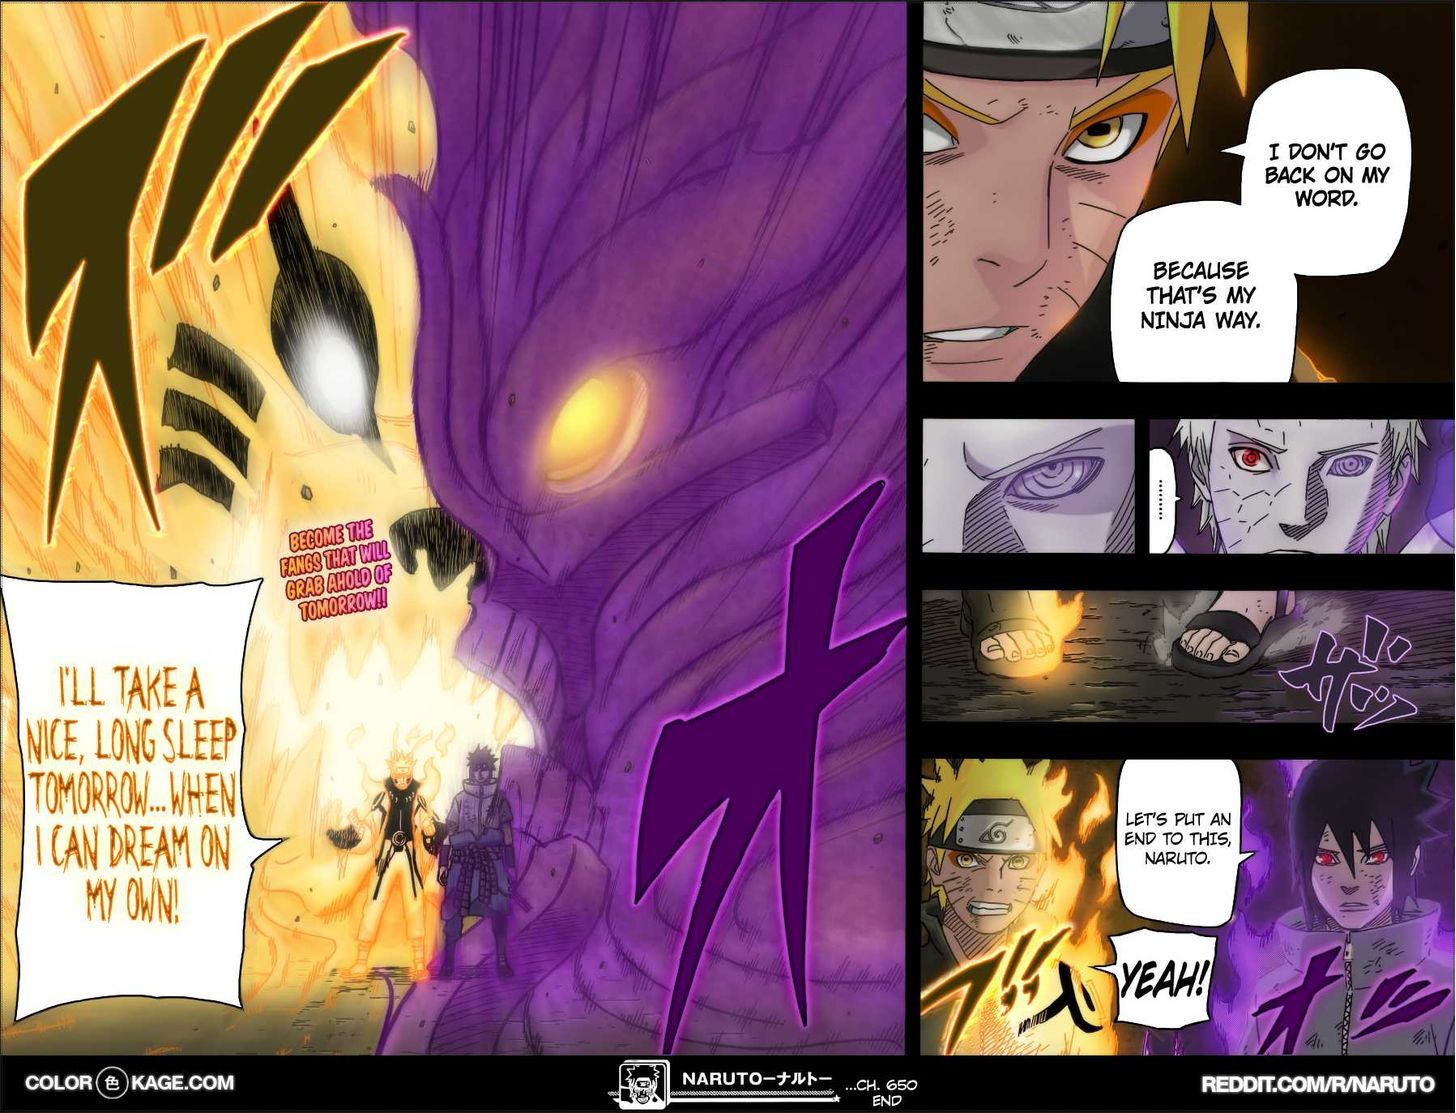 I DON'T GO
BACK ON MY
WORD.
BECAUSE
THAT'S MY
NINJA WAY.
.........
ザッ
LET'S PUT AN
END TO THIS,
NARUTO.
YEAH!
BECOME THE
FANGS THAT WILL
GRAB AHOLD OF
TOMORROW!!
I'LL TAKE A
NICE, LONG SLEEP
TOMORROW...WHEN
I CAN DREAM ON
MY OWN!
COLOR 色 KAGE.COM
NARUTO－ナルト－
...CH. 650
END
REDDIT.COM/R/NARUTO